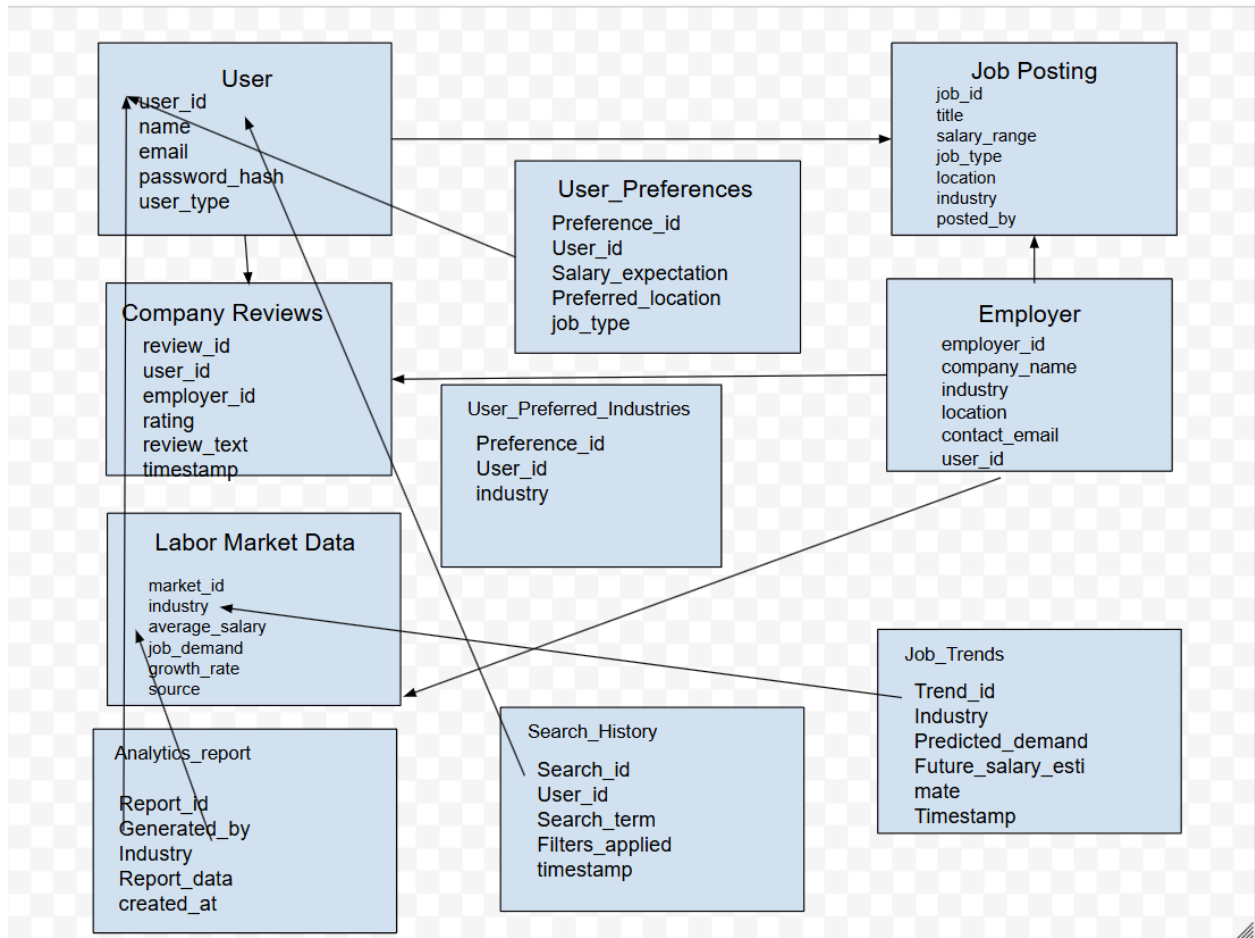 User
user_id
name
email
password_hash
user_type
Job Posting
job_id
title
salary_range
job_type
location
industry
posted_by
User_Preferences
Preference_id
User_id
Salary_expectation
Preferred_location
job_type
Company Reviews
review_id
user_id
employer_id
rating
review_text
timestamp
Employer
employer_id
company_name
industry
location
contact_email
user_id
User_Preferred_Industries
Preference_id
User_id
industry
Labor Market Data
market_id
industry
average_salary
job_demand
growth_rate
source
Job_Trends
Trend_id
Industry
Predicted_demand
Future_salary_esti
mate
Timestamp
Analytics_report
Report_id
Generated_by
Industry
Report_data
created_at
Search_History
Search_id
User_id
Search_term
Filters_applied
timestamp